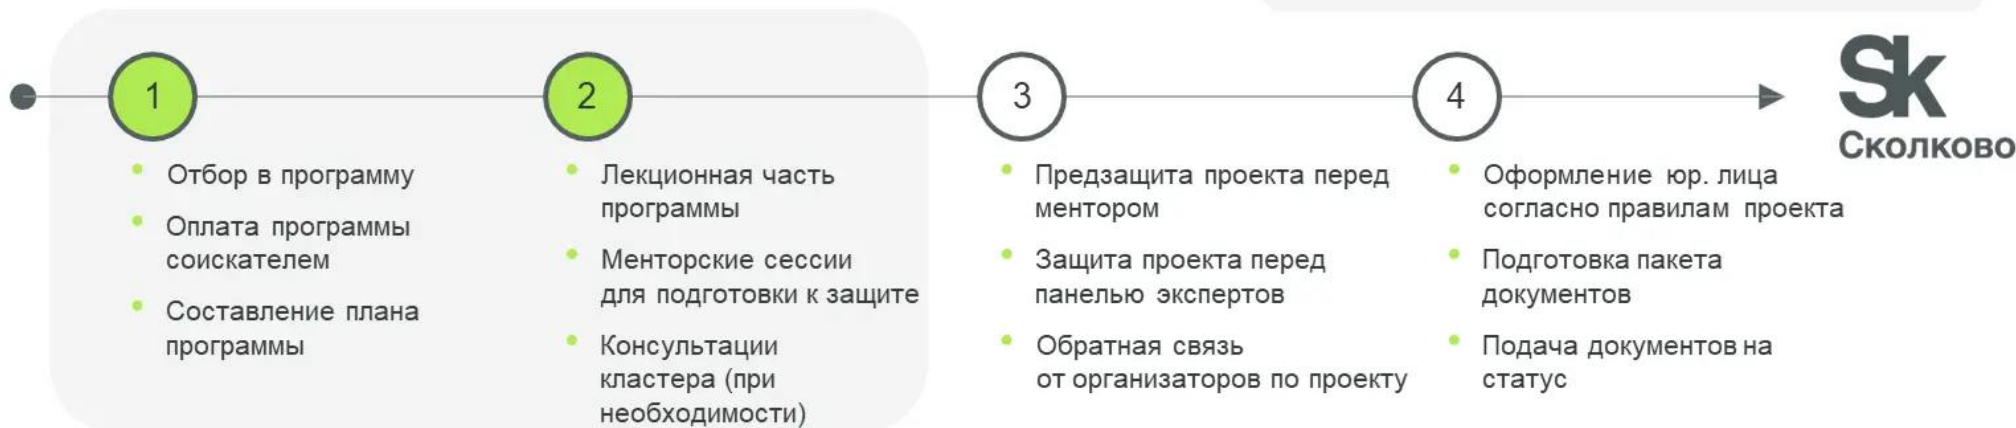 1
Отбор в программу
Оплата программы
соискателем
Составление плана
программы
2
Лекционная часть
программы
Менторские сессии
для подготовки к защите
Консультации
кластера (при
необходимости)
3
Предзащита проекта перед
ментором
Защита проекта перед
панелью экспертов
Обратная связь
от организаторов по проекту
4
Оформление юр. лица
согласно правилам проекта
Подготовка пакета
документов
Подача документов на
статус
Sk
Сколково